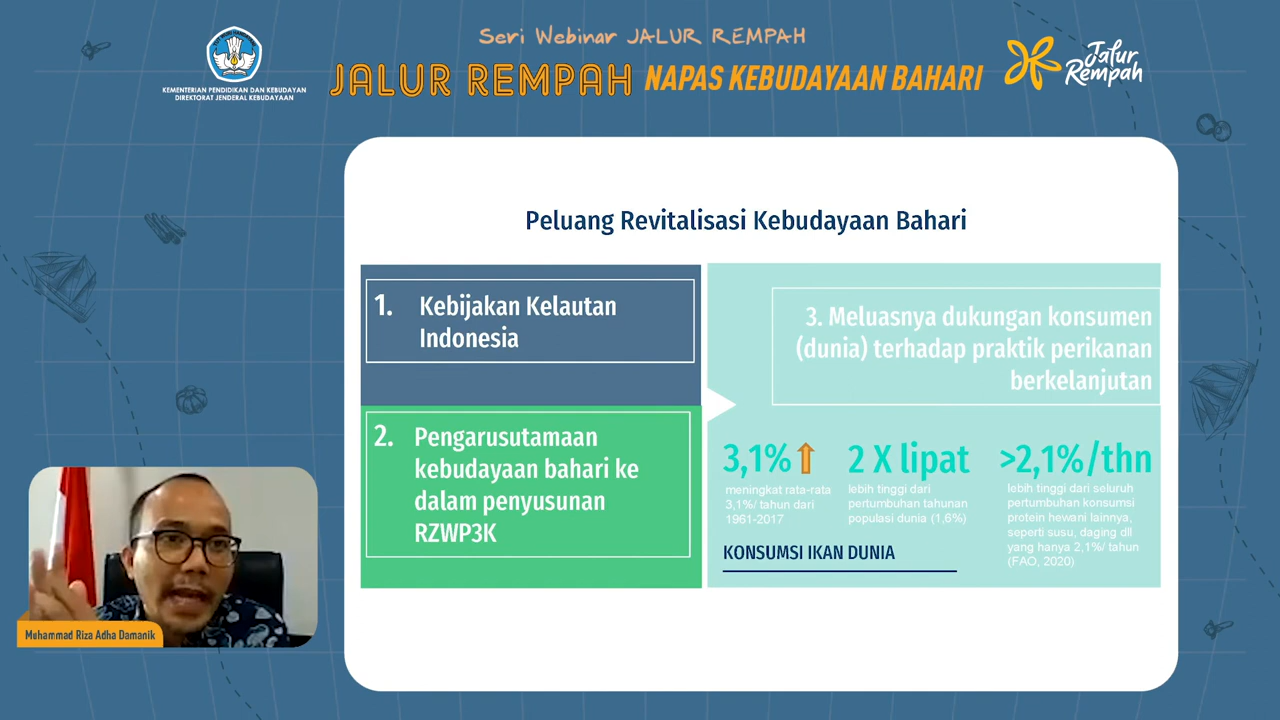 Seri Webinar JALUR REMPAH
JALUR REMPAH NAPAS KEBUDAYAAN BAHARI
KEMENTERIAN PENDIDIKAN DAN KEBUDAYAAN
DIREKTORAT JENDERAL KEBUDAYAAN
Jalur
Rempah
Peluang Revitalisasi Kebudayaan Bahari
1. Kebijakan Kelautan
Indonesia
2. Pengarusutamaan
kebudayaan bahari ke
dalam penyusunan
RZWP3K
3. Meluasnya dukungan konsumen
(dunia) terhadap praktik perikanan
berkelanjutan
3,1%
meningkat rata-rata
3,1%/ tahun dari
1961-2017
2 X lipat
lebih tinggi dari
pertumbuhan tahunan
populasi dunia (1,6%)
>2,1%/thn
lebih tinggi dari seluruh
pertumbuhan konsumsi
protein hewani lainnya,
seperti susu, daging dll
yang hanya 2,1%/ tahun
(FAO, 2020)
KONSUMSI IKAN DUNIA
Muhammad Riza Adha Damanik